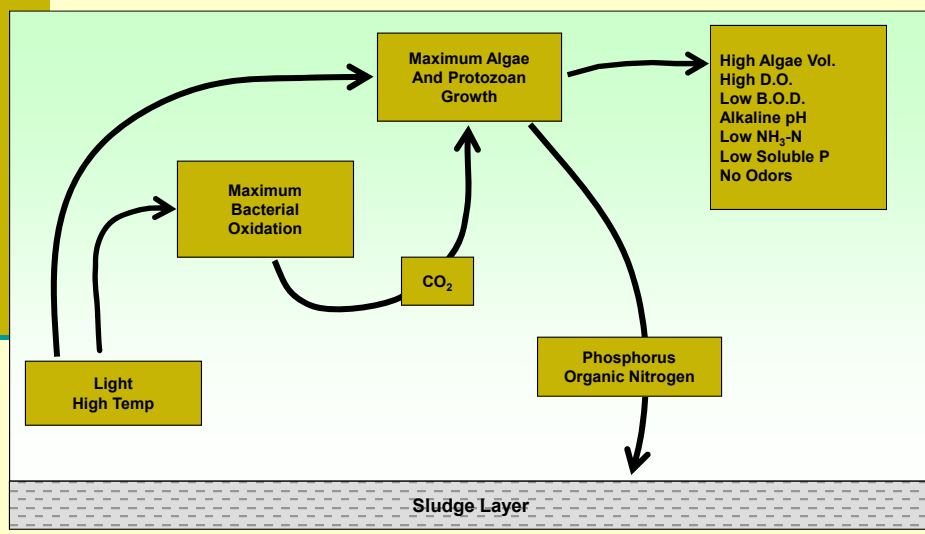 Maximum Algae
And Protozoan
Growth
High Algae Vol.
High D.O.
Low B.O.D.
Alkaline pH
Low NH₃-N
Low Soluble P
No Odors
Maximum
Bacterial
Oxidation
CO₂
Light
High Temp
Phosphorus
Organic Nitrogen
Sludge Layer